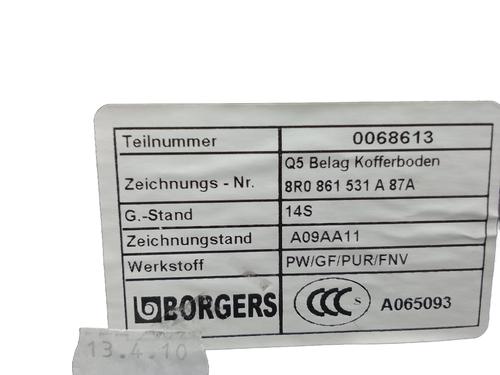 Teilnummer 0068613
Zeichnungs - Nr. Q5 Belag Kofferboden
8R0 861 531 A 87A
G.-Stand 14S
Zeichnungstand A09AA11
Werkstoff PW/GF/PUR/FNV
BORGERS CCC S A065093
13.4.10